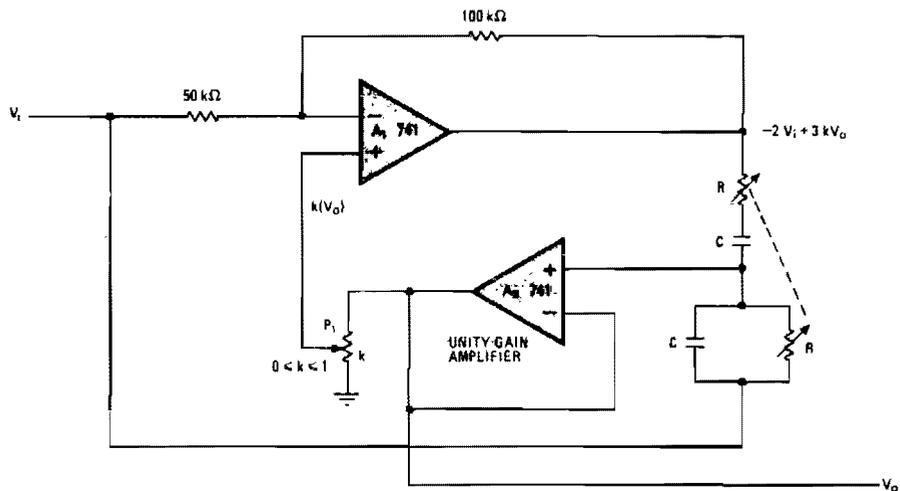 100 kΩ
50 kΩ
Vi
A1 741
−
+
−2 Vi + 3 kVo
R
k(Vo)
C
+
A2 741
−
P1
k
0 < k < 1
UNITY-GAIN
AMPLIFIER
C
R
Vo